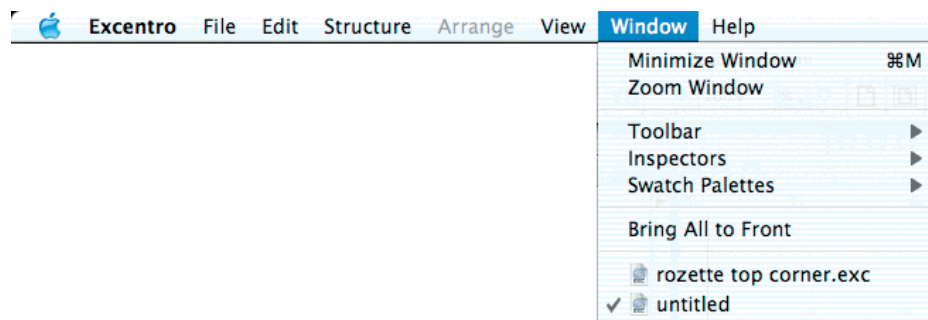 Excentro File Edit Structure Arrange View Window Help
Minimize Window ⌘M
Zoom Window
Toolbar
Inspectors
Swatch Palettes
Bring All to Front
rozette top corner.exc
✓ untitled